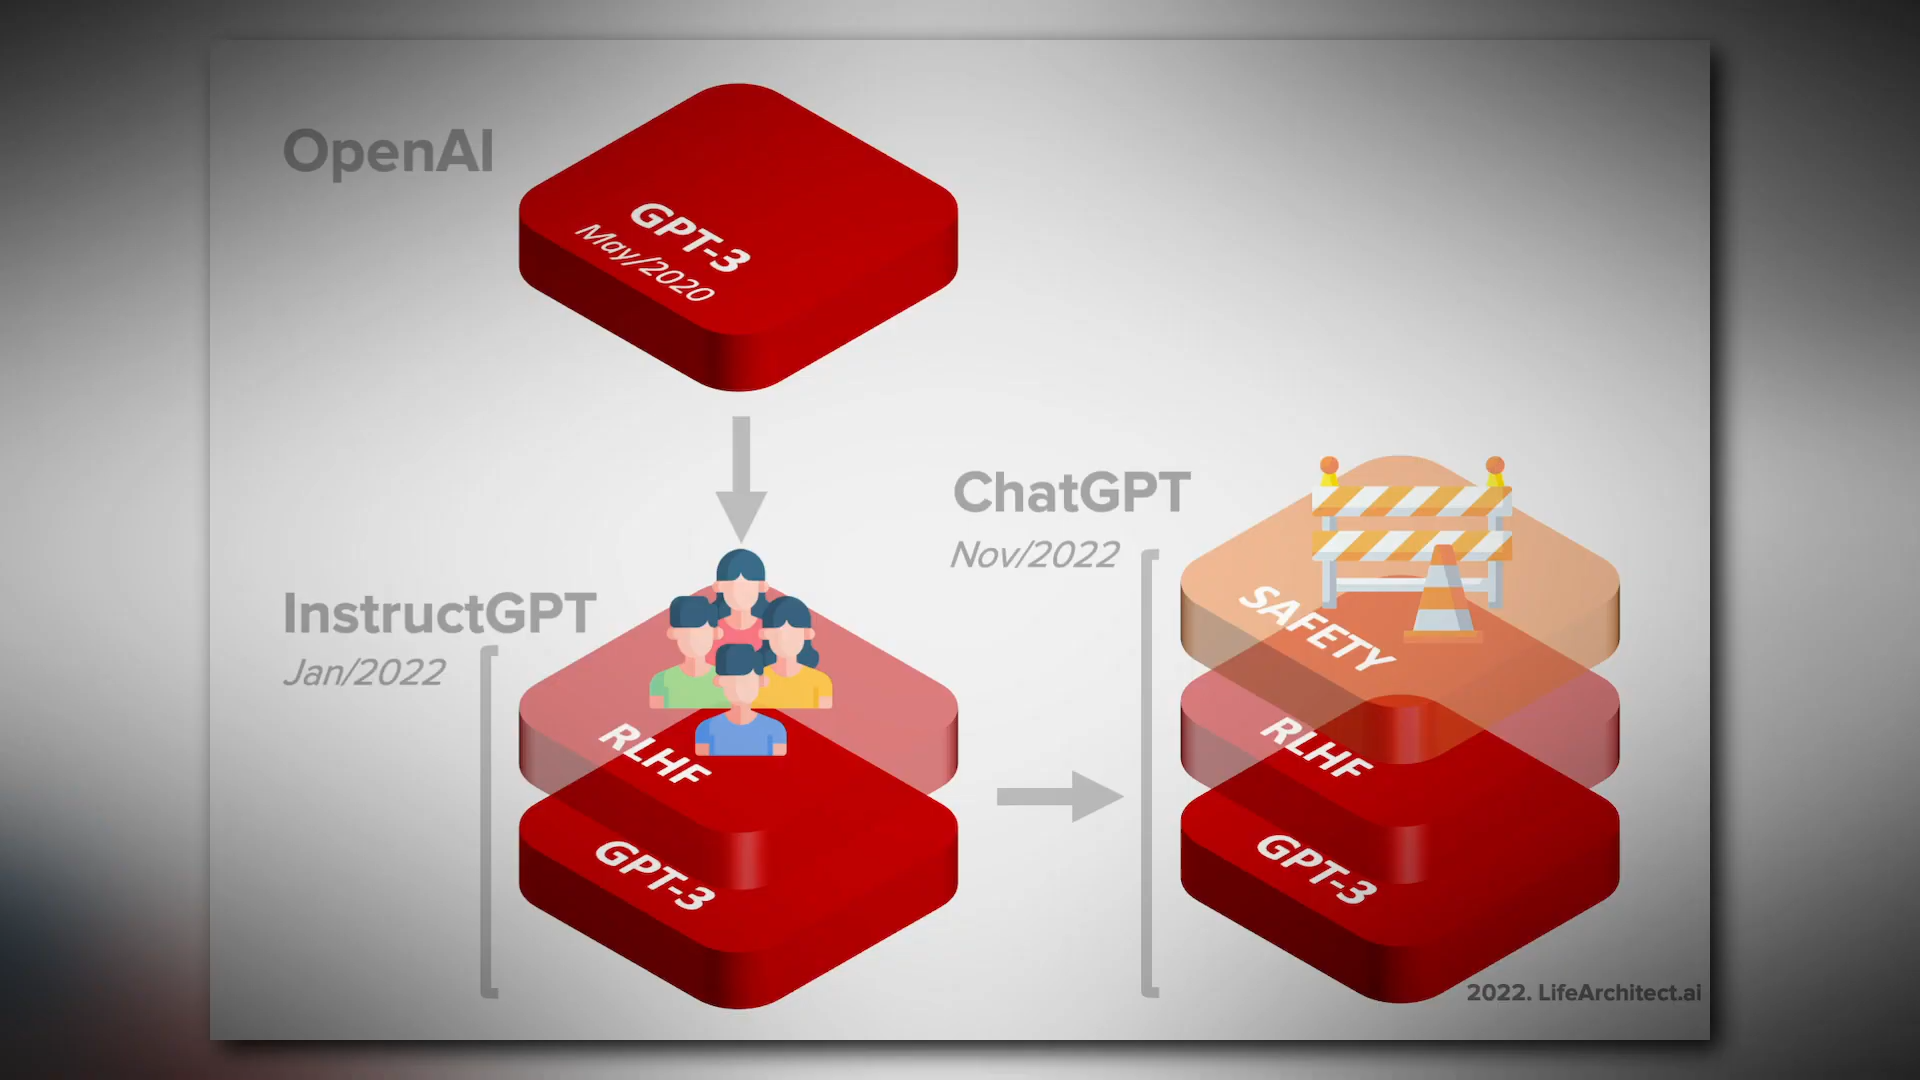 OpenAI
GPT-3
May/2020
InstructGPT
Jan/2022
RLHF
GPT-3
ChatGPT
Nov/2022
SAFETY
RLHF
GPT-3
2022. LifeArchitect.ai